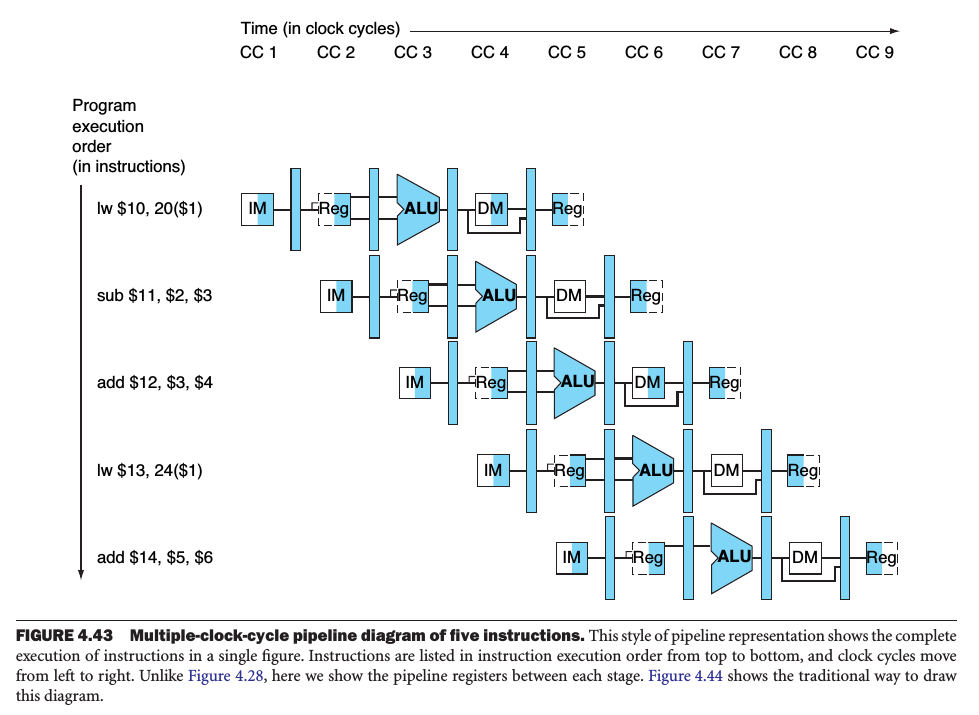 Time (in clock cycles)
CC 1 CC 2 CC 3 CC 4 CC 5 CC 6 CC 7 CC 8 CC 9
Program
execution
order
(in instructions)
lw $10, 20($1) IM Reg ALU DM Reg
sub $11, $2, $3 IM Reg ALU DM Reg
add $12, $3, $4 IM Reg ALU DM Reg
lw $13, 24($1) IM Reg ALU DM Reg
add $14, $5, $6 IM Reg ALU DM Reg
FIGURE 4.43 Multiple-clock-cycle pipeline diagram of five instructions. This style of pipeline representation shows the complete
execution of instructions in a single figure. Instructions are listed in instruction execution order from top to bottom, and clock cycles move
from left to right. Unlike Figure 4.28, here we show the pipeline registers between each stage. Figure 4.44 shows the traditional way to draw
this diagram.